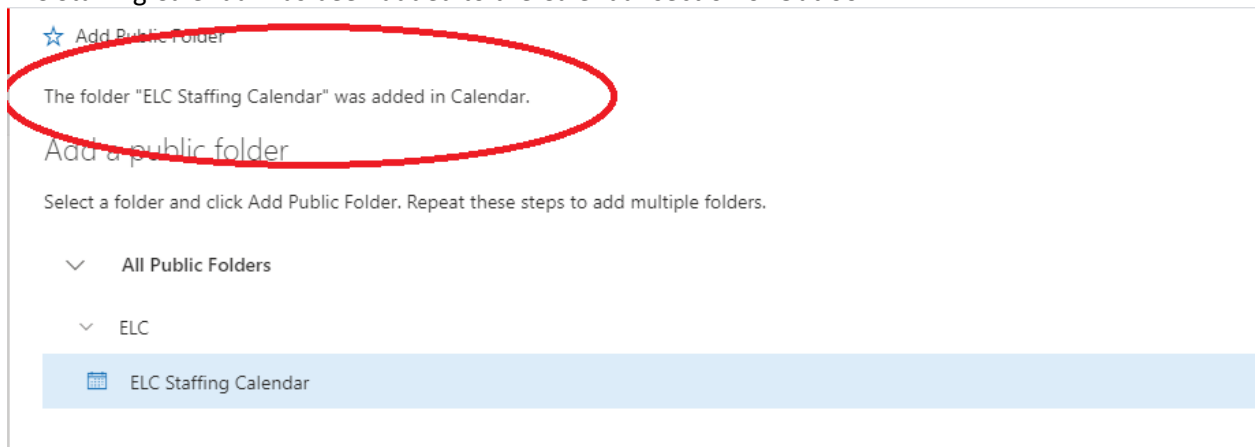 Add Public Folder
The folder "ELC Staffing Calendar" was added in Calendar.
Add a public folder
Select a folder and click Add Public Folder. Repeat these steps to add multiple folders.
All Public Folders
ELC
ELC Staffing Calendar